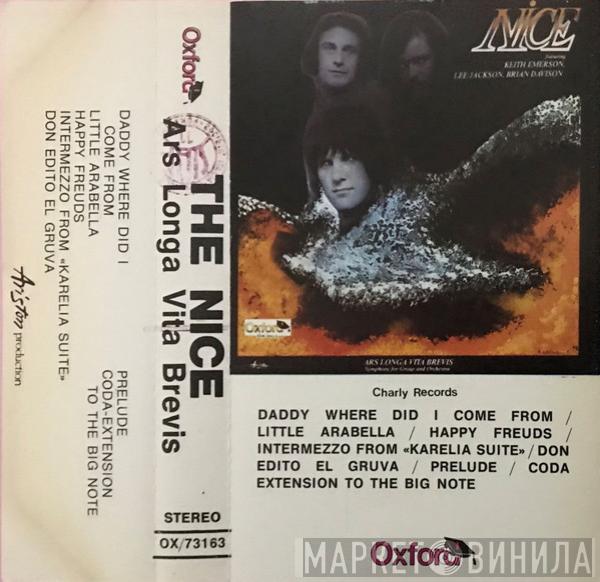 DADDY WHERE DID I
COME FROM
LITTLE ARABELLA
HAPPY FREUDS
INTERMEZZO FROM «KARELIA SUITE»
DON EDITO EL GRUVA
PRELUDE
CODA-EXTENSION
TO THE BIG NOTE
Ariston production
Oxford
THE NICE
Ars Longa Vita Brevis
STEREO
OX/73163
NICE
featuring
KEITH EMERSON,
LEE JACKSON, BRIAN DAVISON
Oxford
ARS LONGA VITA BREVIS
Symphony for Group and Orchestra
Charly Records
DADDY WHERE DID I COME FROM /
LITTLE ARABELLA / HAPPY FREUDS /
INTERMEZZO FROM «KARELIA SUITE» / DON
EDITO EL GRUVA / PRELUDE / CODA
EXTENSION TO THE BIG NOTE
Oxford
МАРКЕТ ВИНИЛА